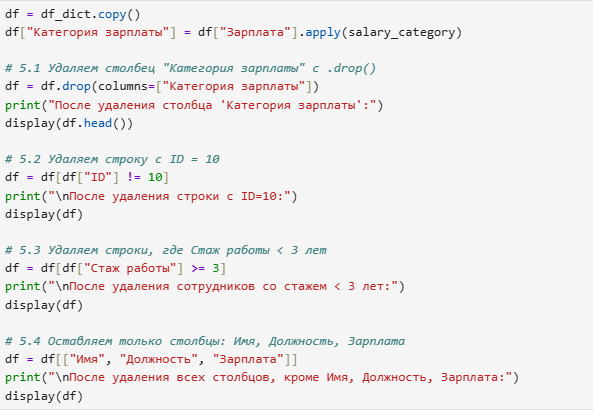 df = df_dict.copy()
df["Категория зарплаты"] = df["Зарплата"].apply(salary_category)
# 5.1 Удаляем столбец "Категория зарплаты" с .drop()
df = df.drop(columns=["Категория зарплаты"])
print("После удаления столбца 'Категория зарплаты':")
display(df.head())
# 5.2 Удаляем строку с ID = 10
df = df[df["ID"] != 10]
print("\nПосле удаления строки с ID=10:")
display(df)
# 5.3 Удаляем строки, где Стаж работы < 3 лет
df = df[df["Стаж работы"] >= 3]
print("\nПосле удаления сотрудников со стажем < 3 лет:")
display(df)
# 5.4 Оставляем только столбцы: Имя, Должность, Зарплата
df = df[["Имя", "Должность", "Зарплата"]]
print("\nПосле удаления всех столбцов, кроме Имя, Должность, Зарплата:")
display(df)